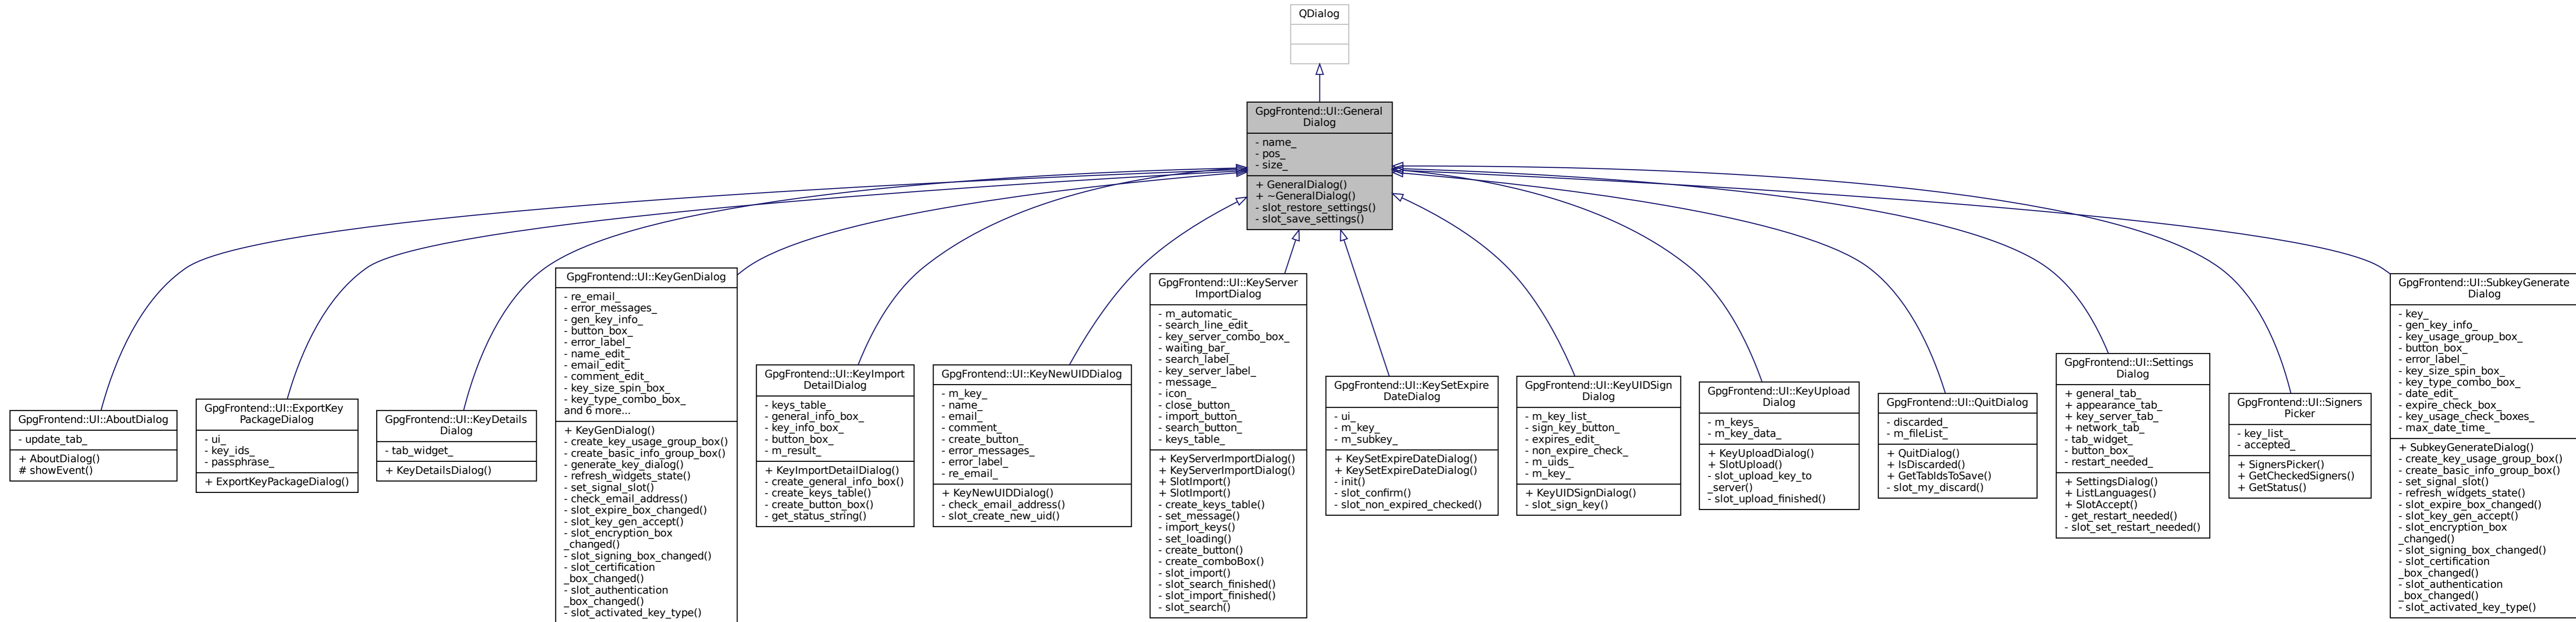 QDialog
GpgFrontend::UI::General
Dialog
- name_
- pos_
- size_
+ GeneralDialog()
+ ~GeneralDialog()
- slot_restore_settings()
- slot_save_settings()
GpgFrontend::UI::AboutDialog
- update_tab_
+ AboutDialog()
# showEvent()
GpgFrontend::UI::ExportKey
PackageDialog
- ui_
- key_ids_
- passphrase_
+ ExportKeyPackageDialog()
GpgFrontend::UI::KeyDetails
Dialog
- tab_widget_
+ KeyDetailsDialog()
GpgFrontend::UI::KeyGenDialog
- re_email_
- error_messages_
- gen_key_info_
- button_box_
- error_label_
- name_edit_
- email_edit_
- comment_edit_
- key_size_spin_box_
- key_type_combo_box_
and 6 more...
+ KeyGenDialog()
- create_key_usage_group_box()
- create_basic_info_group_box()
- generate_key_dialog()
- refresh_widgets_state()
- set_signal_slot()
- check_email_address()
- slot_expire_box_changed()
- slot_key_gen_accept()
- slot_encryption_box
_changed()
- slot_signing_box_changed()
- slot_certification
_box_changed()
- slot_authentication
_box_changed()
- slot_activated_key_type()
GpgFrontend::UI::KeyImport
DetailDialog
- keys_table_
- general_info_box_
- key_info_box_
- button_box_
- m_result_
+ KeyImportDetailDialog()
- create_general_info_box()
- create_keys_table()
- create_button_box()
- get_status_string()
GpgFrontend::UI::KeyNewUIDDialog
- m_key_
- name_
- email_
- comment_
- create_button_
- error_messages_
- error_label_
- re_email_
+ KeyNewUIDDialog()
- check_email_address()
- slot_create_new_uid()
GpgFrontend::UI::KeyServer
ImportDialog
- m_automatic_
- search_line_edit_
- key_server_combo_box_
- waiting_bar_
- search_label_
- key_server_label_
- message_
- icon_
- close_button_
- import_button_
- search_button_
- keys_table_
+ KeyServerImportDialog()
+ KeyServerImportDialog()
+ SlotImport()
+ SlotImport()
- create_keys_table()
- set_message()
- import_keys()
- set_loading()
- create_button()
- create_comboBox()
- slot_import()
- slot_search_finished()
- slot_import_finished()
- slot_search()
GpgFrontend::UI::KeySetExpire
DateDialog
- ui_
- m_key_
- m_subkey_
+ KeySetExpireDateDialog()
+ KeySetExpireDateDialog()
- init()
- slot_confirm()
- slot_non_expired_checked()
GpgFrontend::UI::KeyUIDSign
Dialog
- m_key_list_
- sign_key_button_
- expires_edit_
- non_expire_check_
- m_uids_
- m_key_
+ KeyUIDSignDialog()
- slot_sign_key()
GpgFrontend::UI::KeyUpload
Dialog
- m_keys_
- m_key_data_
+ KeyUploadDialog()
+ SlotUpload()
- slot_upload_key_to
_server()
- slot_upload_finished()
GpgFrontend::UI::QuitDialog
- discarded_
- m_fileList_
+ QuitDialog()
+ IsDiscarded()
+ GetTabIdsToSave()
- slot_my_discard()
GpgFrontend::UI::Settings
Dialog
+ general_tab_
+ appearance_tab_
+ key_server_tab_
+ network_tab_
- tab_widget_
- button_box_
- restart_needed_
+ SettingsDialog()
+ ListLanguages()
+ SlotAccept()
- get_restart_needed()
- slot_set_restart_needed()
GpgFrontend::UI::Signers
Picker
- key_list_
- accepted_
+ SignersPicker()
+ GetCheckedSigners()
+ GetStatus()
GpgFrontend::UI::SubkeyGenerate
Dialog
- key_
- gen_key_info_
- key_usage_group_box_
- button_box_
- error_label_
- key_size_spin_box_
- key_type_combo_box_
- date_edit_
- expire_check_box_
- key_usage_check_boxes_
- max_date_time_
+ SubkeyGenerateDialog()
- create_key_usage_group_box()
- create_basic_info_group_box()
- set_signal_slot()
- refresh_widgets_state()
- slot_expire_box_changed()
- slot_key_gen_accept()
- slot_encryption_box
_changed()
- slot_signing_box_changed()
- slot_certification
_box_changed()
- slot_authentication
_box_changed()
- slot_activated_key_type()